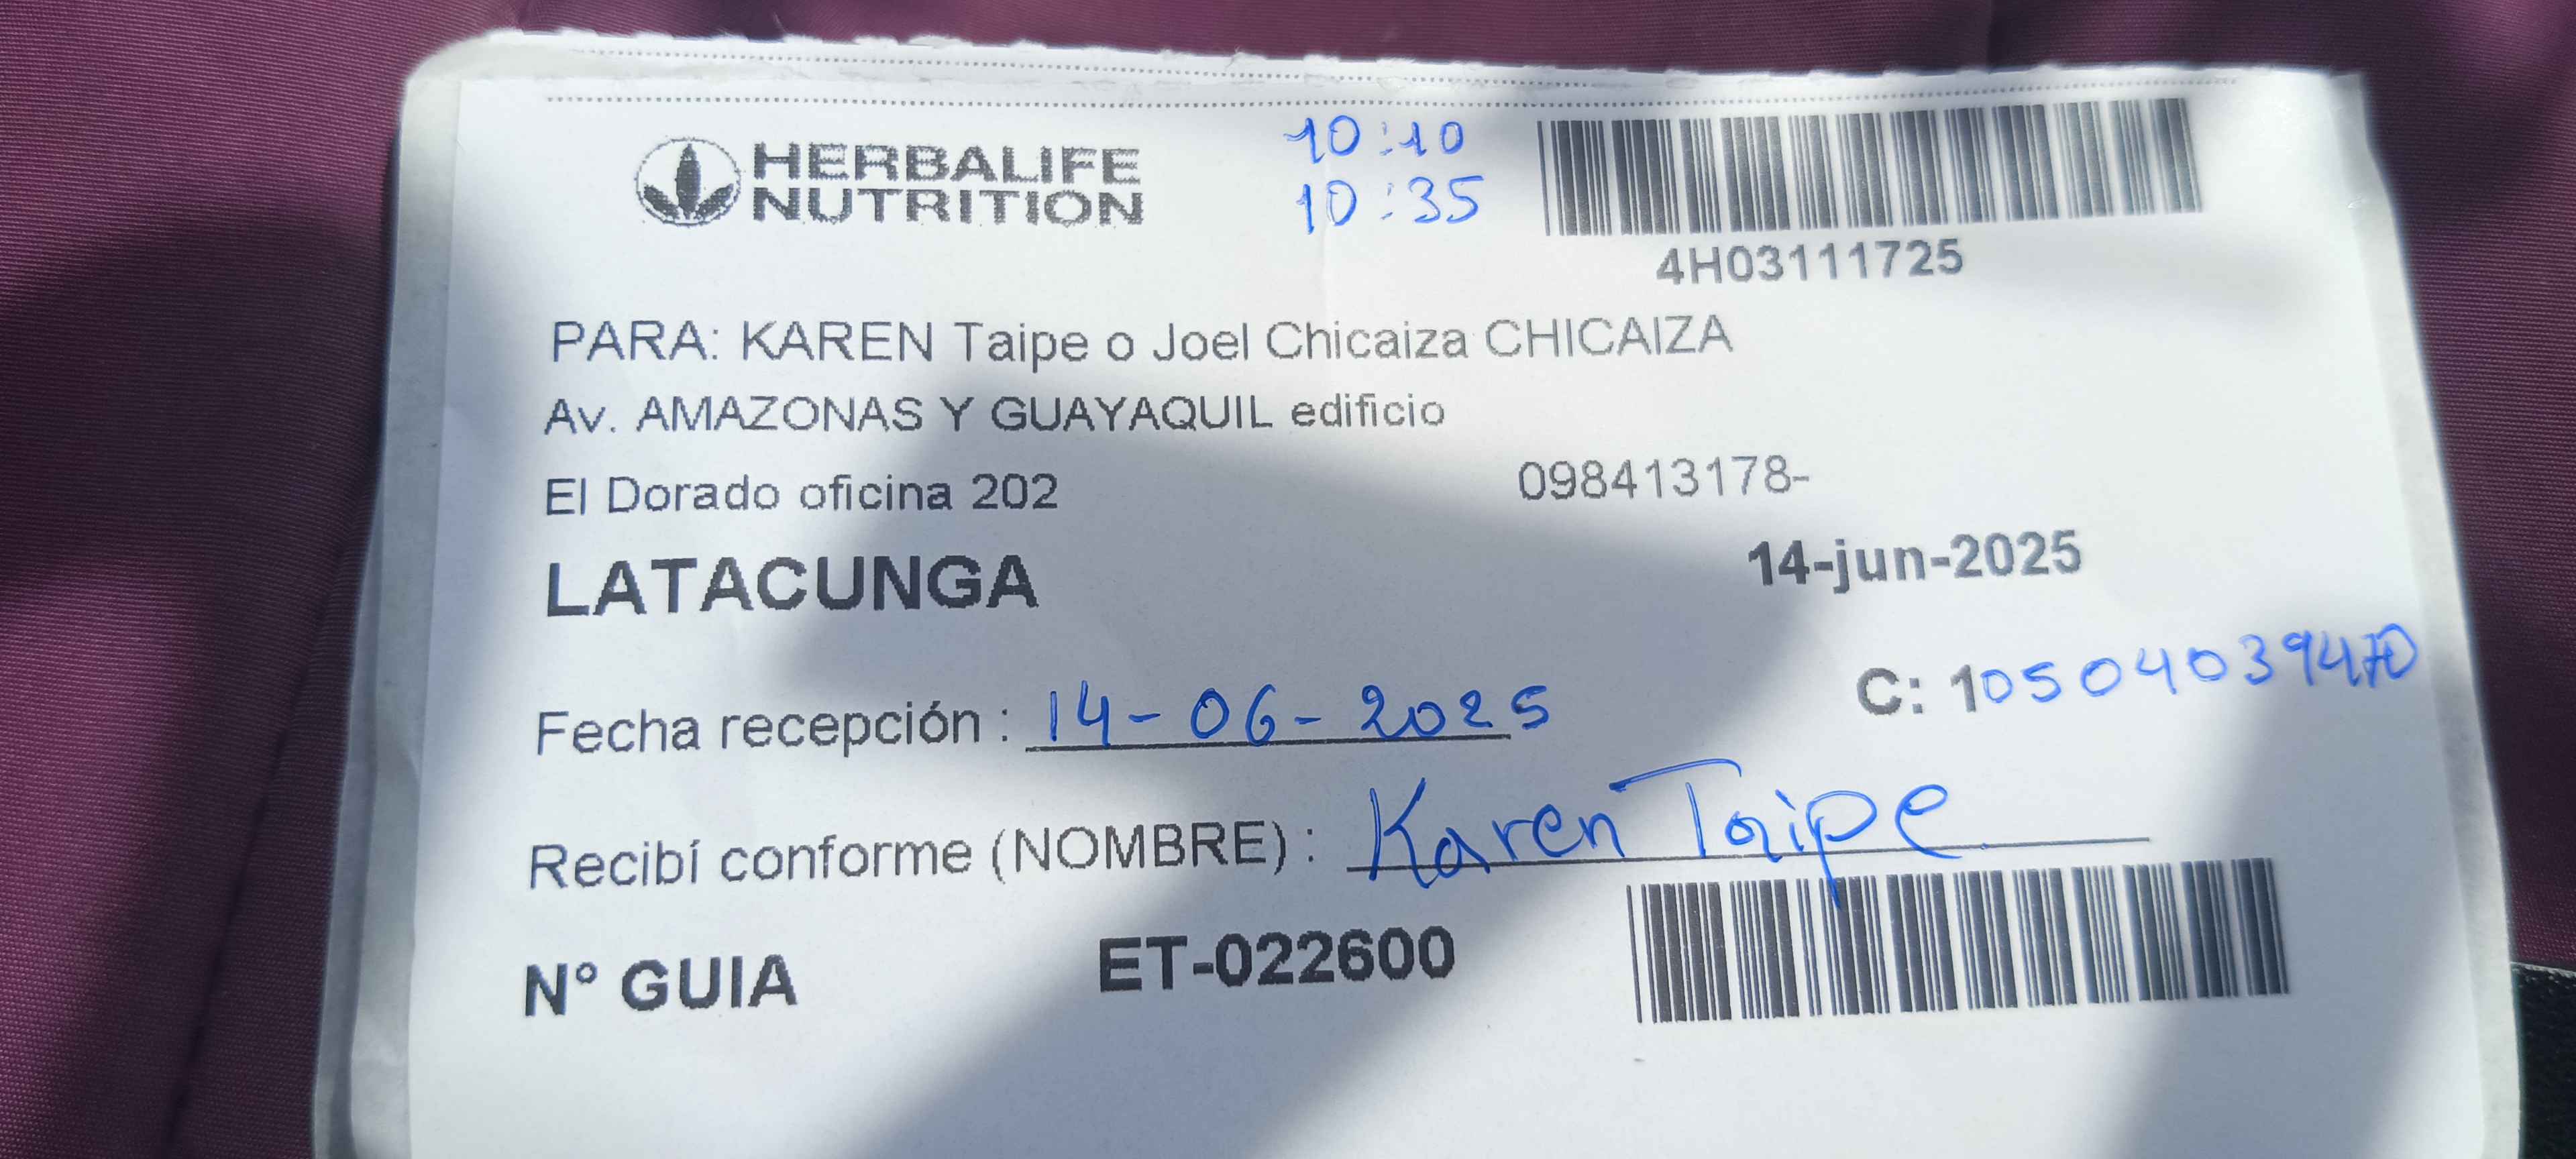 HERBALIFE
NUTRITION
10:10
10:35
4H03111725
PARA: KAREN Taipe o Joel Chicaiza CHICAIZA
Av. AMAZONAS Y GUAYAQUIL edificio
El Dorado oficina 202
098413178-
LATACUNGA
14-jun-2025
Fecha recepción : 14-06-2025
C: 1
Recibí conforme (NOMBRE) : Karen Taipe
Nº GUIA ET-022600